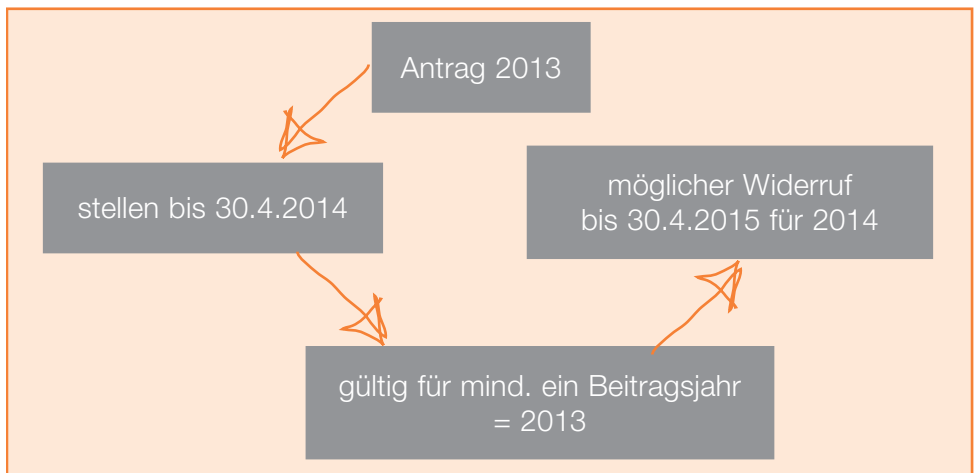 Antrag 2013
stellen bis 30.4.2014
gültig für mind. ein Beitragsjahr
= 2013
möglicher Widerruf
bis 30.4.2015 für 2014